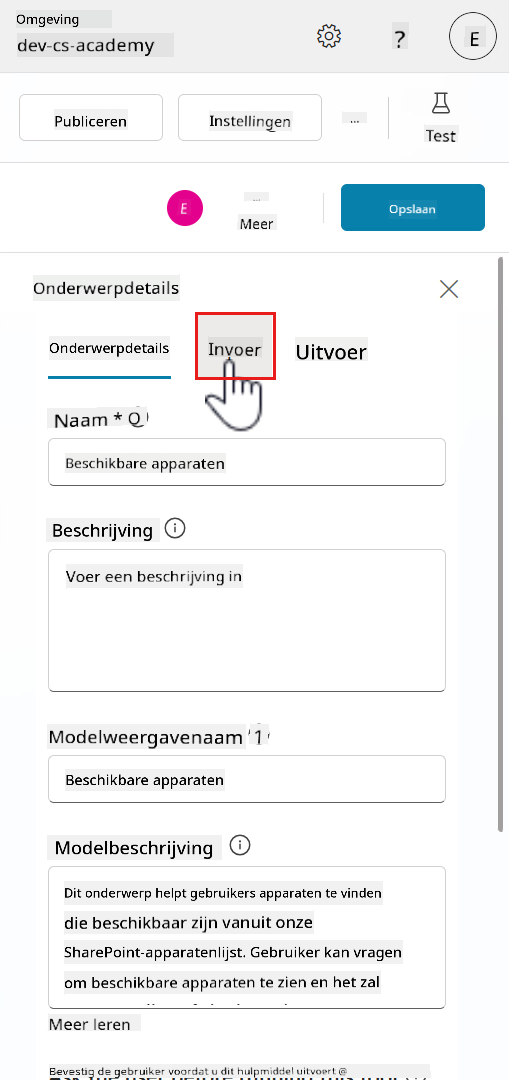 Omgeving
dev-cs-academy
?
E
Publiceren
Instellingen
...
Test
E
...
Meer
Opslaan
Onderwerpdetails
Onderwerpdetails
Invoer
Uitvoer
Naam *
Beschikbare apparaten
Beschrijving
Voer een beschrijving in
Modelweergavenaam
Beschikbare apparaten
Modelbeschrijving
Dit onderwerp helpt gebruikers apparaten te vinden
die beschikbaar zijn vanuit onze
SharePoint-apparatenlijst. Gebruiker kan vragen
om beschikbare apparaten te zien en het zal
Meer leren
Bevestig de gebruiker voordat u dit hulpmiddel uitvoert @